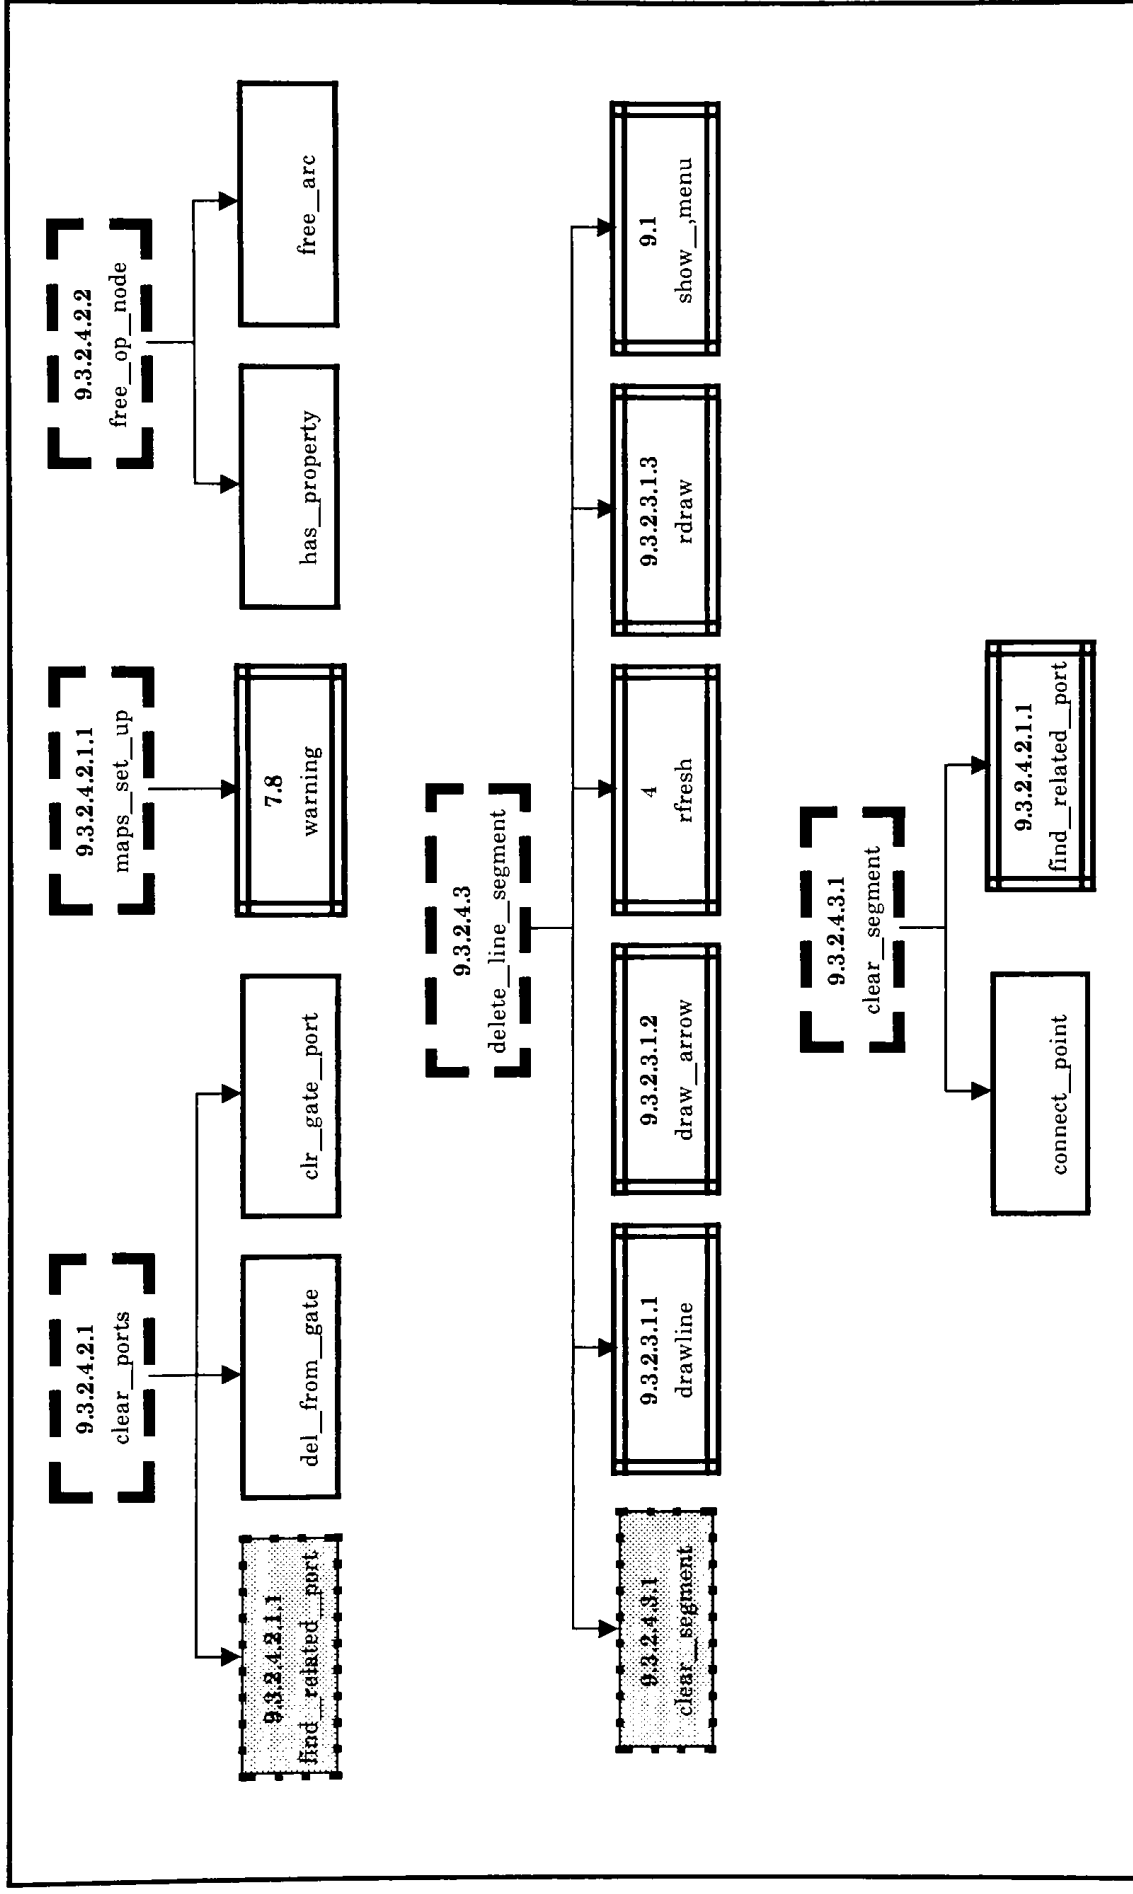 9.3.2.4.2.1
clear__ports
9.3.2.4.2.1.1
maps__set__up
9.3.2.4.2.2
free__op__node
9.3.2.4.2.1.1
find__related__port
del__from__gate
clr__gate__port
7.8
warning
has__property
free__arc
9.3.2.4.3
delete__line__segment
9.3.2.4.3.1
clear__segment
9.3.2.3.1.1
drawline
9.3.2.3.1.2
draw__arrow
4
rfresh
9.3.2.3.1.3
rdraw
9.1
show__,menu
9.3.2.4.3.1
clear__segment
connect__point
9.3.2.4.2.1.1
find__related__port